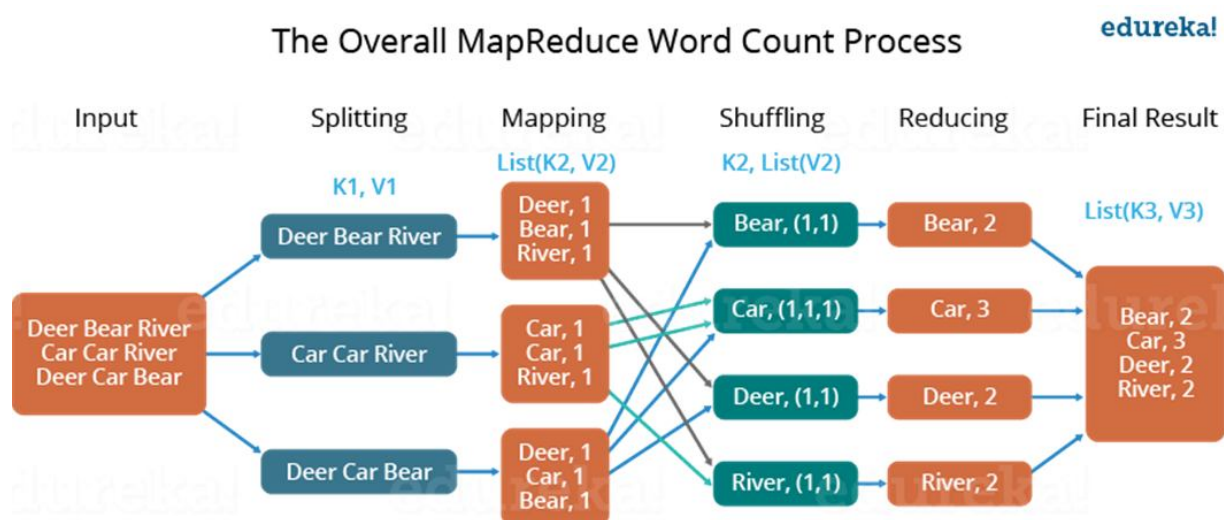 edureka!
The Overall MapReduce Word Count Process
Input
Splitting
Mapping
Shuffling
Reducing
Final Result
K1, V1
List(K2, V2)
K2, List(V2)
List(K3, V3)
Deer Bear River
Car Car River
Deer Car Bear
Deer Bear River
Car Car River
Deer Car Bear
Deer, 1
Bear, 1
River, 1
Car, 1
Car, 1
River, 1
Deer, 1
Car, 1
Bear, 1
Bear, (1,1)
Car, (1,1,1)
Deer, (1,1)
River, (1,1)
Bear, 2
Car, 3
Deer, 2
River, 2
Bear, 2
Car, 3
Deer, 2
River, 2